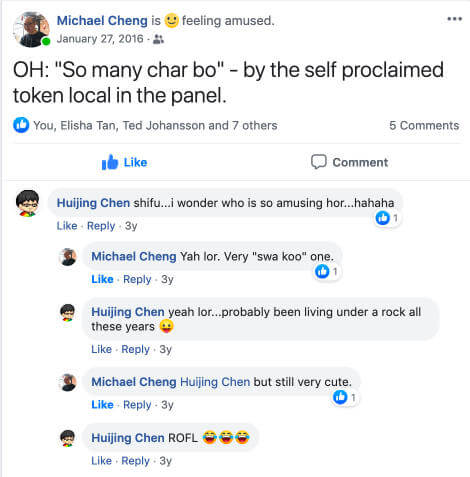 Michael Cheng is 🙂 feeling amused.
January 27, 2016 ·
OH: "So many char bo" - by the self proclaimed
token local in the panel.
You, Elisha Tan, Ted Johansson and 7 others 5 Comments
Like Comment
Huijing Chen shifu...i wonder who is so amusing hor...hahaha
1
Like · Reply · 3y
Michael Cheng Yah lor. Very "swa koo" one.
1
Like · Reply · 3y
Huijing Chen yeah lor...probably been living under a rock all
these years 😛
Like · Reply · 3y
Michael Cheng Huijing Chen but still very cute.
1
Like · Reply · 3y
Huijing Chen ROFL 😂😂😂
Like · Reply · 3y